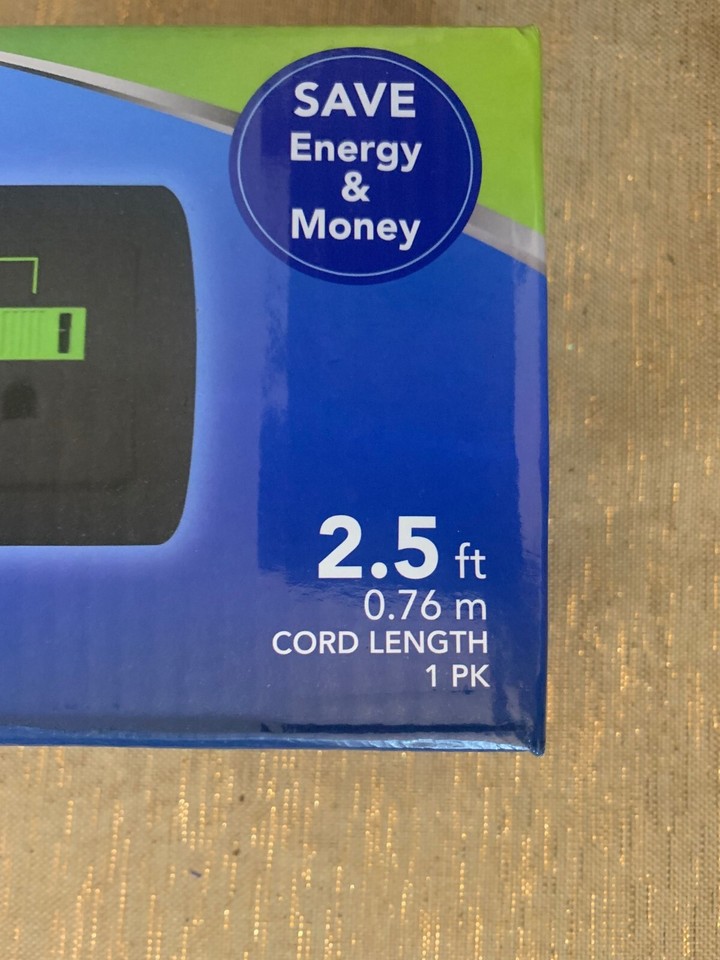 SAVE
Energy
&
Money
2.5 ft
0.76 m
CORD LENGTH
1 PK